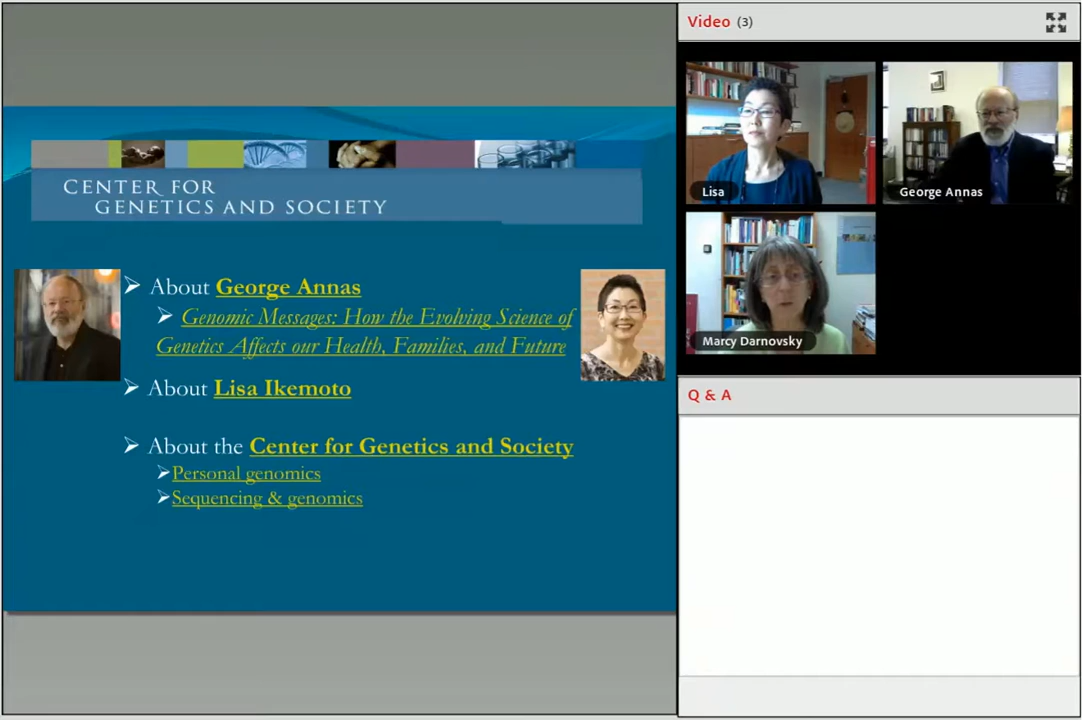 CENTER FOR
GENETICS AND SOCIETY
About George Annas
Genomic Messages: How the Evolving Science of
Genetics Affects our Health, Families, and Future
About Lisa Ikemoto
About the Center for Genetics and Society
Personal genomics
Sequencing & genomics
Video (3)
Lisa
George Annas
Marcy Darnovsky
Q & A